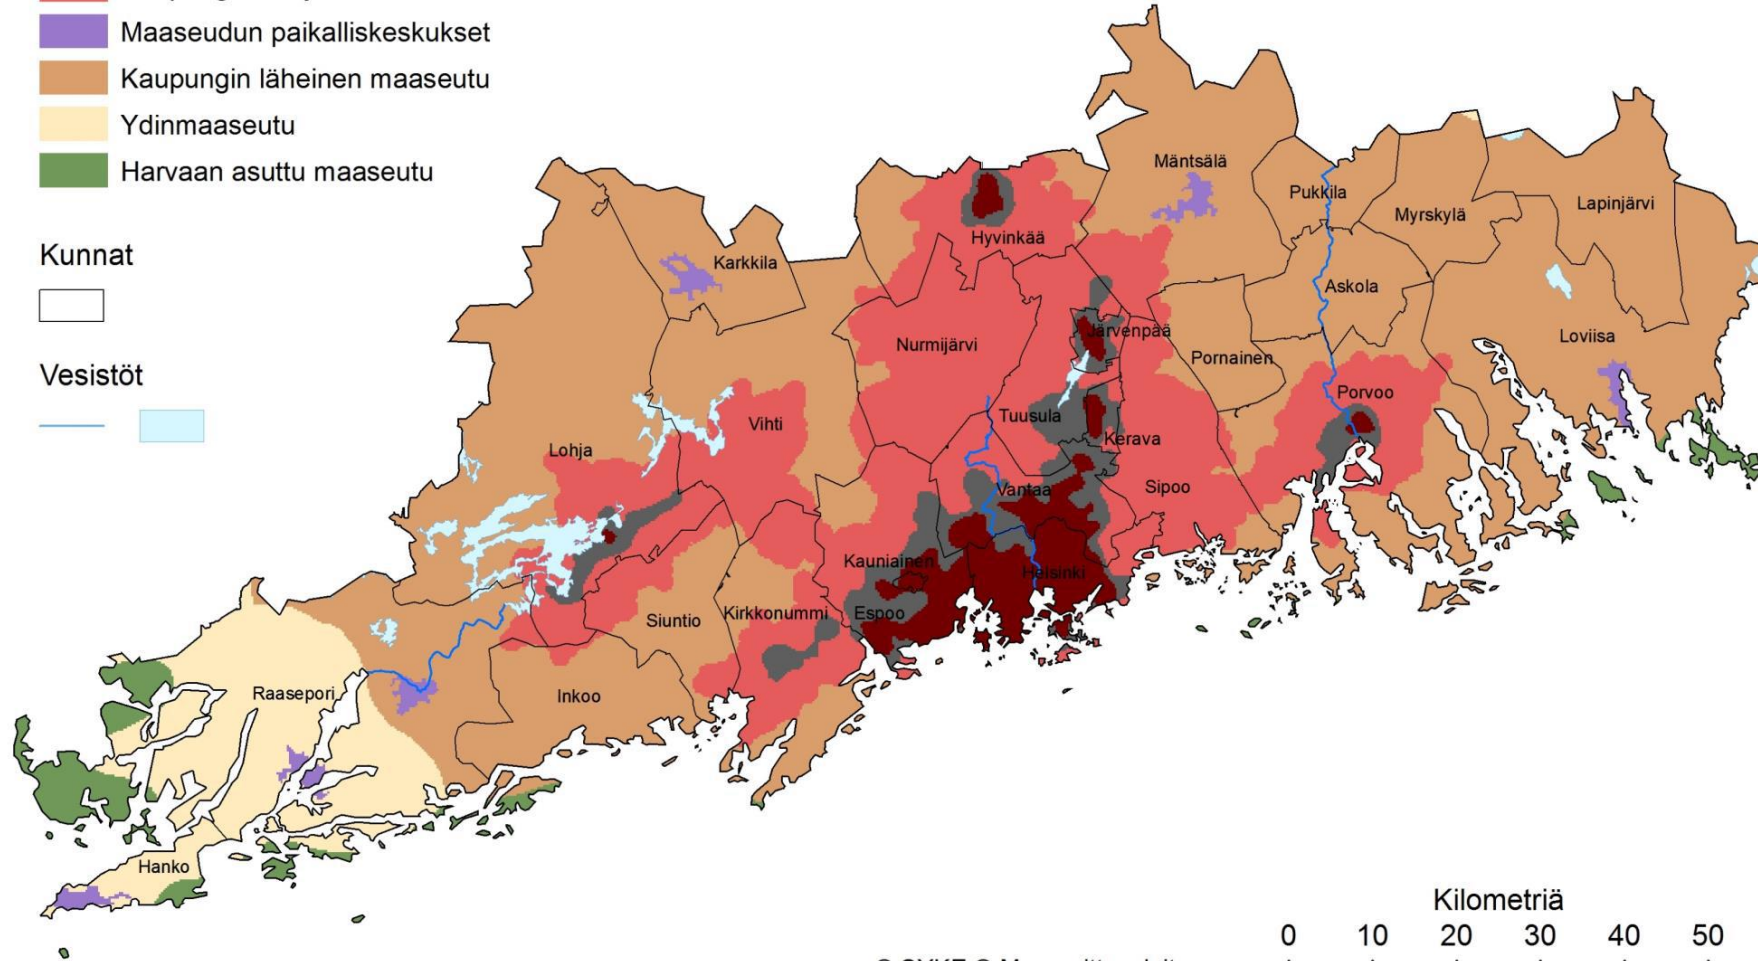 Maaseudun paikalliskeskukset
Kaupungin läheinen maaseutu
Ydinmaaseutu
Harvaan asuttu maaseutu
Kunnat
Vesistöt
Mäntsälä
Pukkila
Myrskylä
Lapinjärvi
Hyvinkää
Karkkila
Askola
Järvenpää
Nurmijärvi
Pornainen
Loviisa
Porvoo
Vihti
Tuusula
Kerava
Lohja
Vantaa
Sipoo
Kauniainen
Helsinki
Siuntio
Kirkkonummi
Espoo
Raasepori
Inkoo
Hanko
Kilometriä
0 10 20 30 40 50